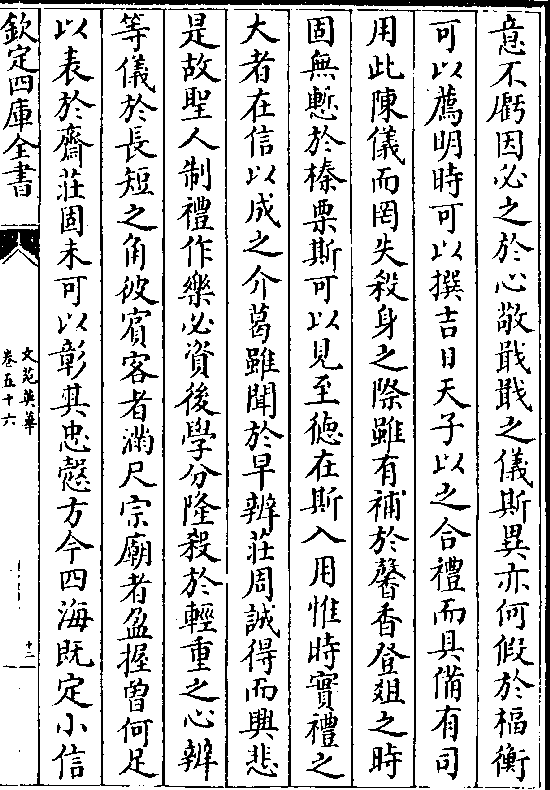 意不虧因必之於心敬戢戢之儀斯異亦何假於楅衡
可以薦明時可以撰吉日天子以之合禮而具備有司
用此陳儀而罔失殺身之際雖有補於馨香登爼之時
固無慙於榛栗斯可以見至徳在斯入用惟時實禮之
大者在信以成之介葛雖聞於早辨莊周誠得而興悲
是故聖人制禮作樂必資後學分隆殺於輕重之心辨
等儀於長短之角彼賓客者滿尺宗廟者盈握曽何足
以表於齋莊固未可以彰其忠慤方今四海既定小信
欽定四庫全書
文苑英華
卷五十六
十二